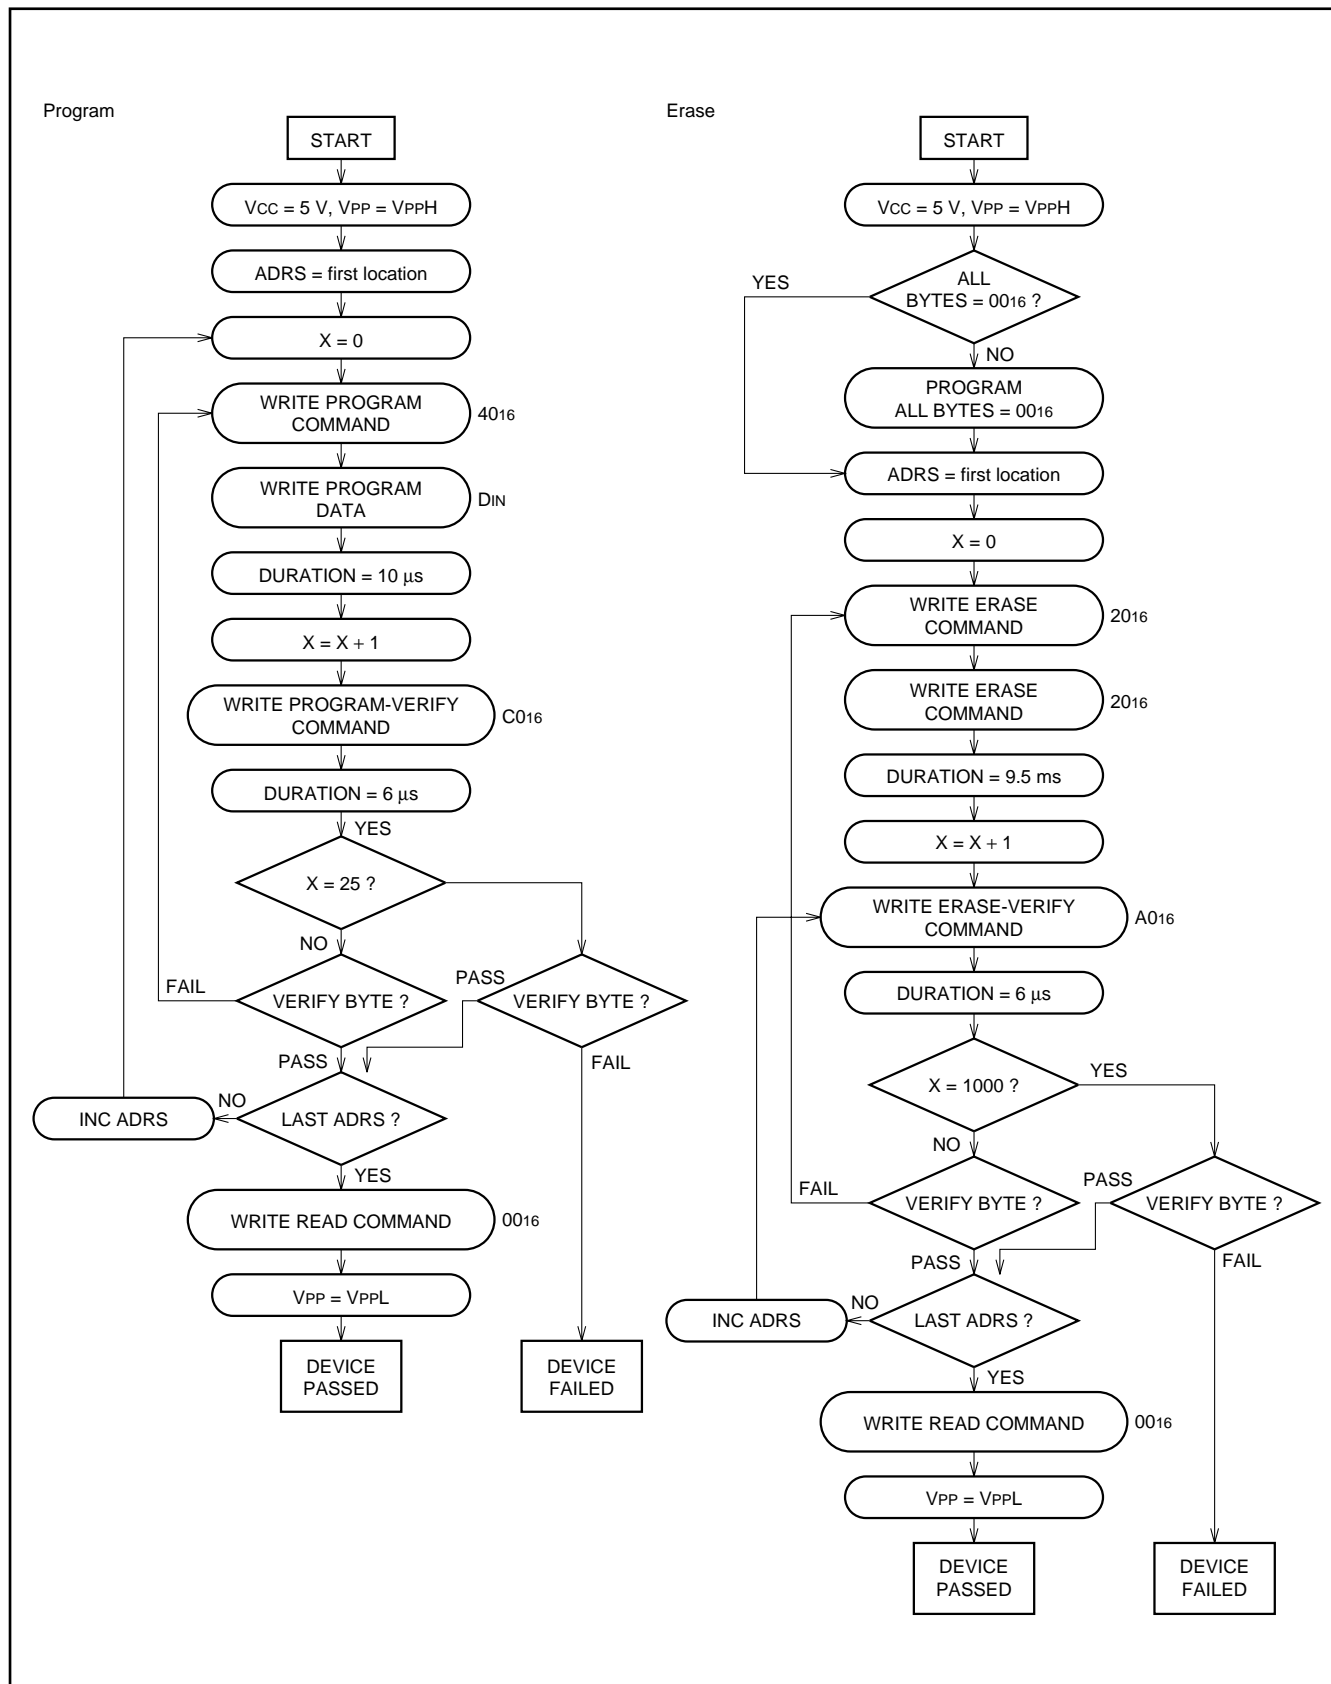 Program
START
VCC = 5 V, VPP = VPPH
ADRS = first location
X = 0
WRITE PROGRAM
COMMAND
4016
WRITE PROGRAM
DATA
DIN
DURATION = 10 µs
X = X + 1
WRITE PROGRAM-VERIFY
COMMAND
C016
DURATION = 6 µs
YES
X = 25 ?
NO
FAIL
VERIFY BYTE ?
PASS
VERIFY BYTE ?
PASS
FAIL
INC ADRS
NO
LAST ADRS ?
YES
WRITE READ COMMAND
0016
VPP = VPPL
DEVICE
PASSED
DEVICE
FAILED
Erase
START
VCC = 5 V, VPP = VPPH
YES
ALL
BYTES = 0016 ?
NO
PROGRAM
ALL BYTES = 0016
ADRS = first location
X = 0
WRITE ERASE
COMMAND
2016
WRITE ERASE
COMMAND
2016
DURATION = 9.5 ms
X = X + 1
WRITE ERASE-VERIFY
COMMAND
A016
DURATION = 6 µs
X = 1000 ?
YES
NO
FAIL
VERIFY BYTE ?
PASS
VERIFY BYTE ?
PASS
FAIL
INC ADRS
NO
LAST ADRS ?
YES
WRITE READ COMMAND
0016
VPP = VPPL
DEVICE
PASSED
DEVICE
FAILED